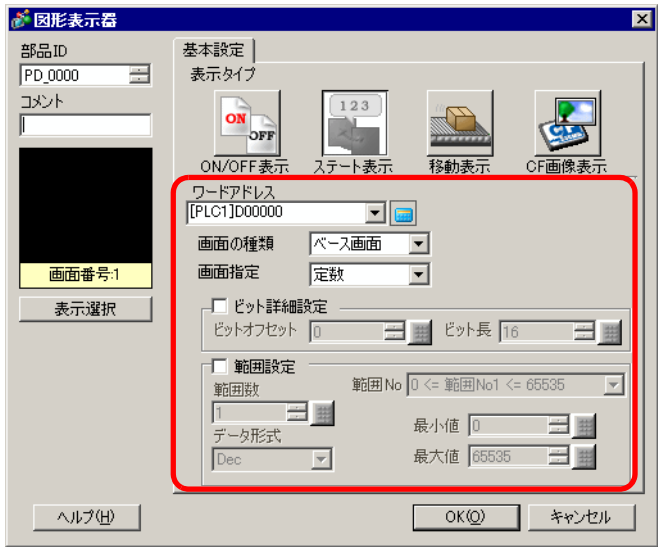 図形表示器
部品ID
PD_0000
コメント
画面番号:1
表示選択
基本設定
表示タイプ
ON
OFF
123
CF
ON/OFF表示 ステート表示 移動表示 CF画像表示
ワードアドレス
[PLC1]D00000
画面の種類 ベース画面
画面指定 定数
ビット詳細設定
ビットオフセット 0 ビット長 16
範囲設定
範囲数 範囲No 0 <= 範囲No1 <= 65535
1
最小値 0
データ形式
Dec
最大値 65535
ヘルプ(H) OK(O) キャンセル